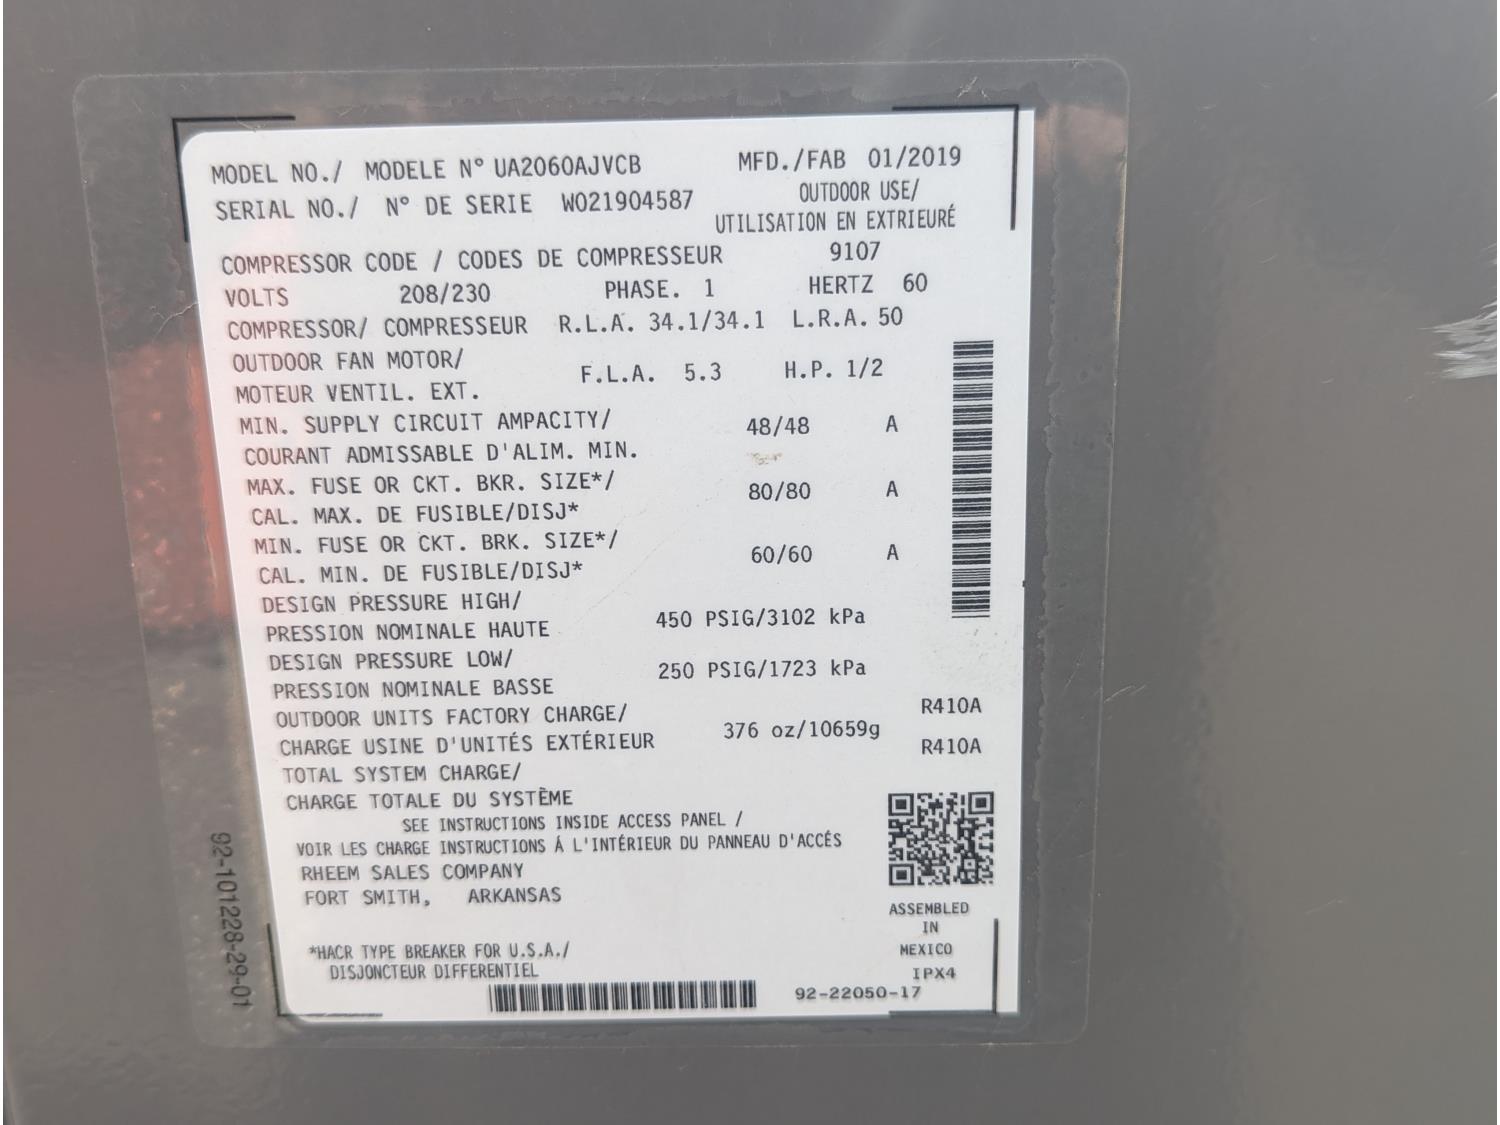 MODEL NO./ MODELE N° UA2060AJVCB MFD./FAB 01/2019
SERIAL NO./ N° DE SERIE W021904587 OUTDOOR USE/
UTILISATION EN EXTRIEURÉ
COMPRESSOR CODE / CODES DE COMPRESSEUR 9107
VOLTS 208/230 PHASE. 1 HERTZ 60
COMPRESSOR/ COMPRESSEUR R.L.A. 34.1/34.1 L.R.A. 50
OUTDOOR FAN MOTOR/
MOTEUR VENTIL. EXT. F.L.A. 5.3 H.P. 1/2
MIN. SUPPLY CIRCUIT AMPACITY/ 48/48 A
COURANT ADMISSABLE D'ALIM. MIN.
MAX. FUSE OR CKT. BKR. SIZE*/ 80/80 A
CAL. MAX. DE FUSIBLE/DISJ*
MIN. FUSE OR CKT. BRK. SIZE*/ 60/60 A
CAL. MIN. DE FUSIBLE/DISJ*
DESIGN PRESSURE HIGH/
PRESSION NOMINALE HAUTE 450 PSIG/3102 kPa
DESIGN PRESSURE LOW/
PRESSION NOMINALE BASSE 250 PSIG/1723 kPa
OUTDOOR UNITS FACTORY CHARGE/ R410A
CHARGE USINE D'UNITÉS EXTÉRIEUR 376 oz/10659g R410A
TOTAL SYSTEM CHARGE/
CHARGE TOTALE DU SYSTÈME
SEE INSTRUCTIONS INSIDE ACCESS PANEL /
VOIR LES CHARGE INSTRUCTIONS Á L'INTÉRIEUR DU PANNEAU D'ACCÉS
RHEEM SALES COMPANY
FORT SMITH, ARKANSAS
ASSEMBLED
IN
MEXICO
IPX4
*HACR TYPE BREAKER FOR U.S.A./
DISJONCTEUR DIFFERENTIEL
92-22050-17
92-101228-29-01